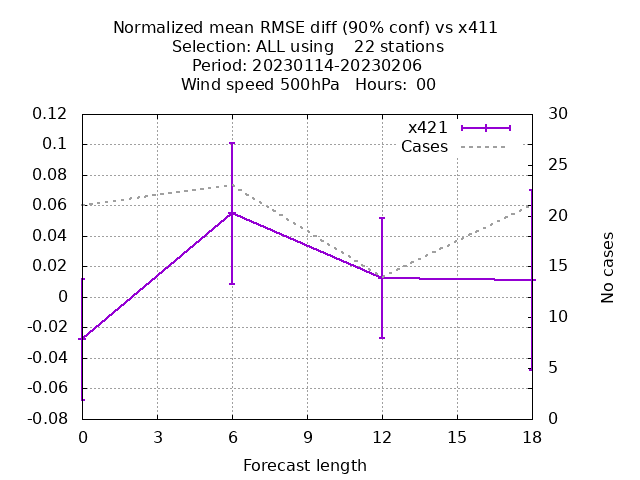 Normalized mean RMSE diff (90% conf) vs x411
Selection: ALL using    22 stations
Period: 20230114-20230206
Wind speed 500hPa   Hours:  00
x421
Cases
0.12
0.1
0.08
0.06
0.04
0.02
0
-0.02
-0.04
-0.06
-0.08
30
25
20
15
10
5
0
No cases
0 3 6 9 12 15 18
Forecast length